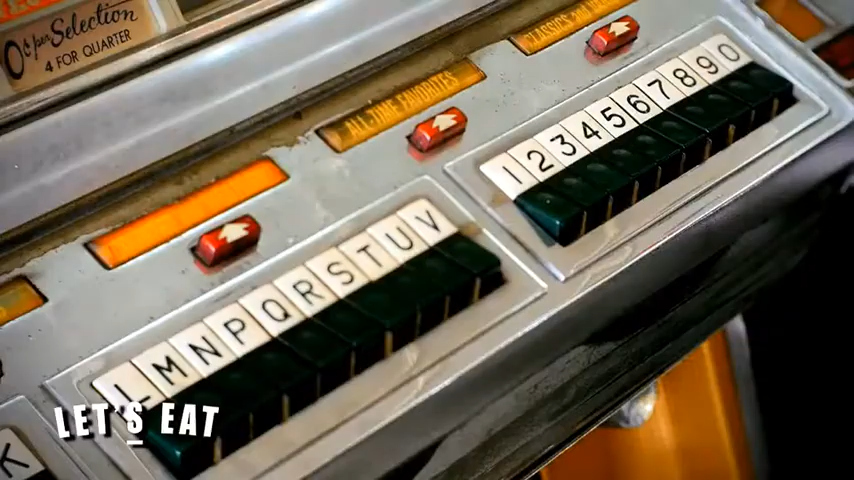 0¢ per Selection
4 FOR QUARTER
ALL-TIME FAVORITES
CLASSICS and
1 2 3 4 5 6 7 8 9 0
L M N P Q R S T U V
K
LET'S EAT